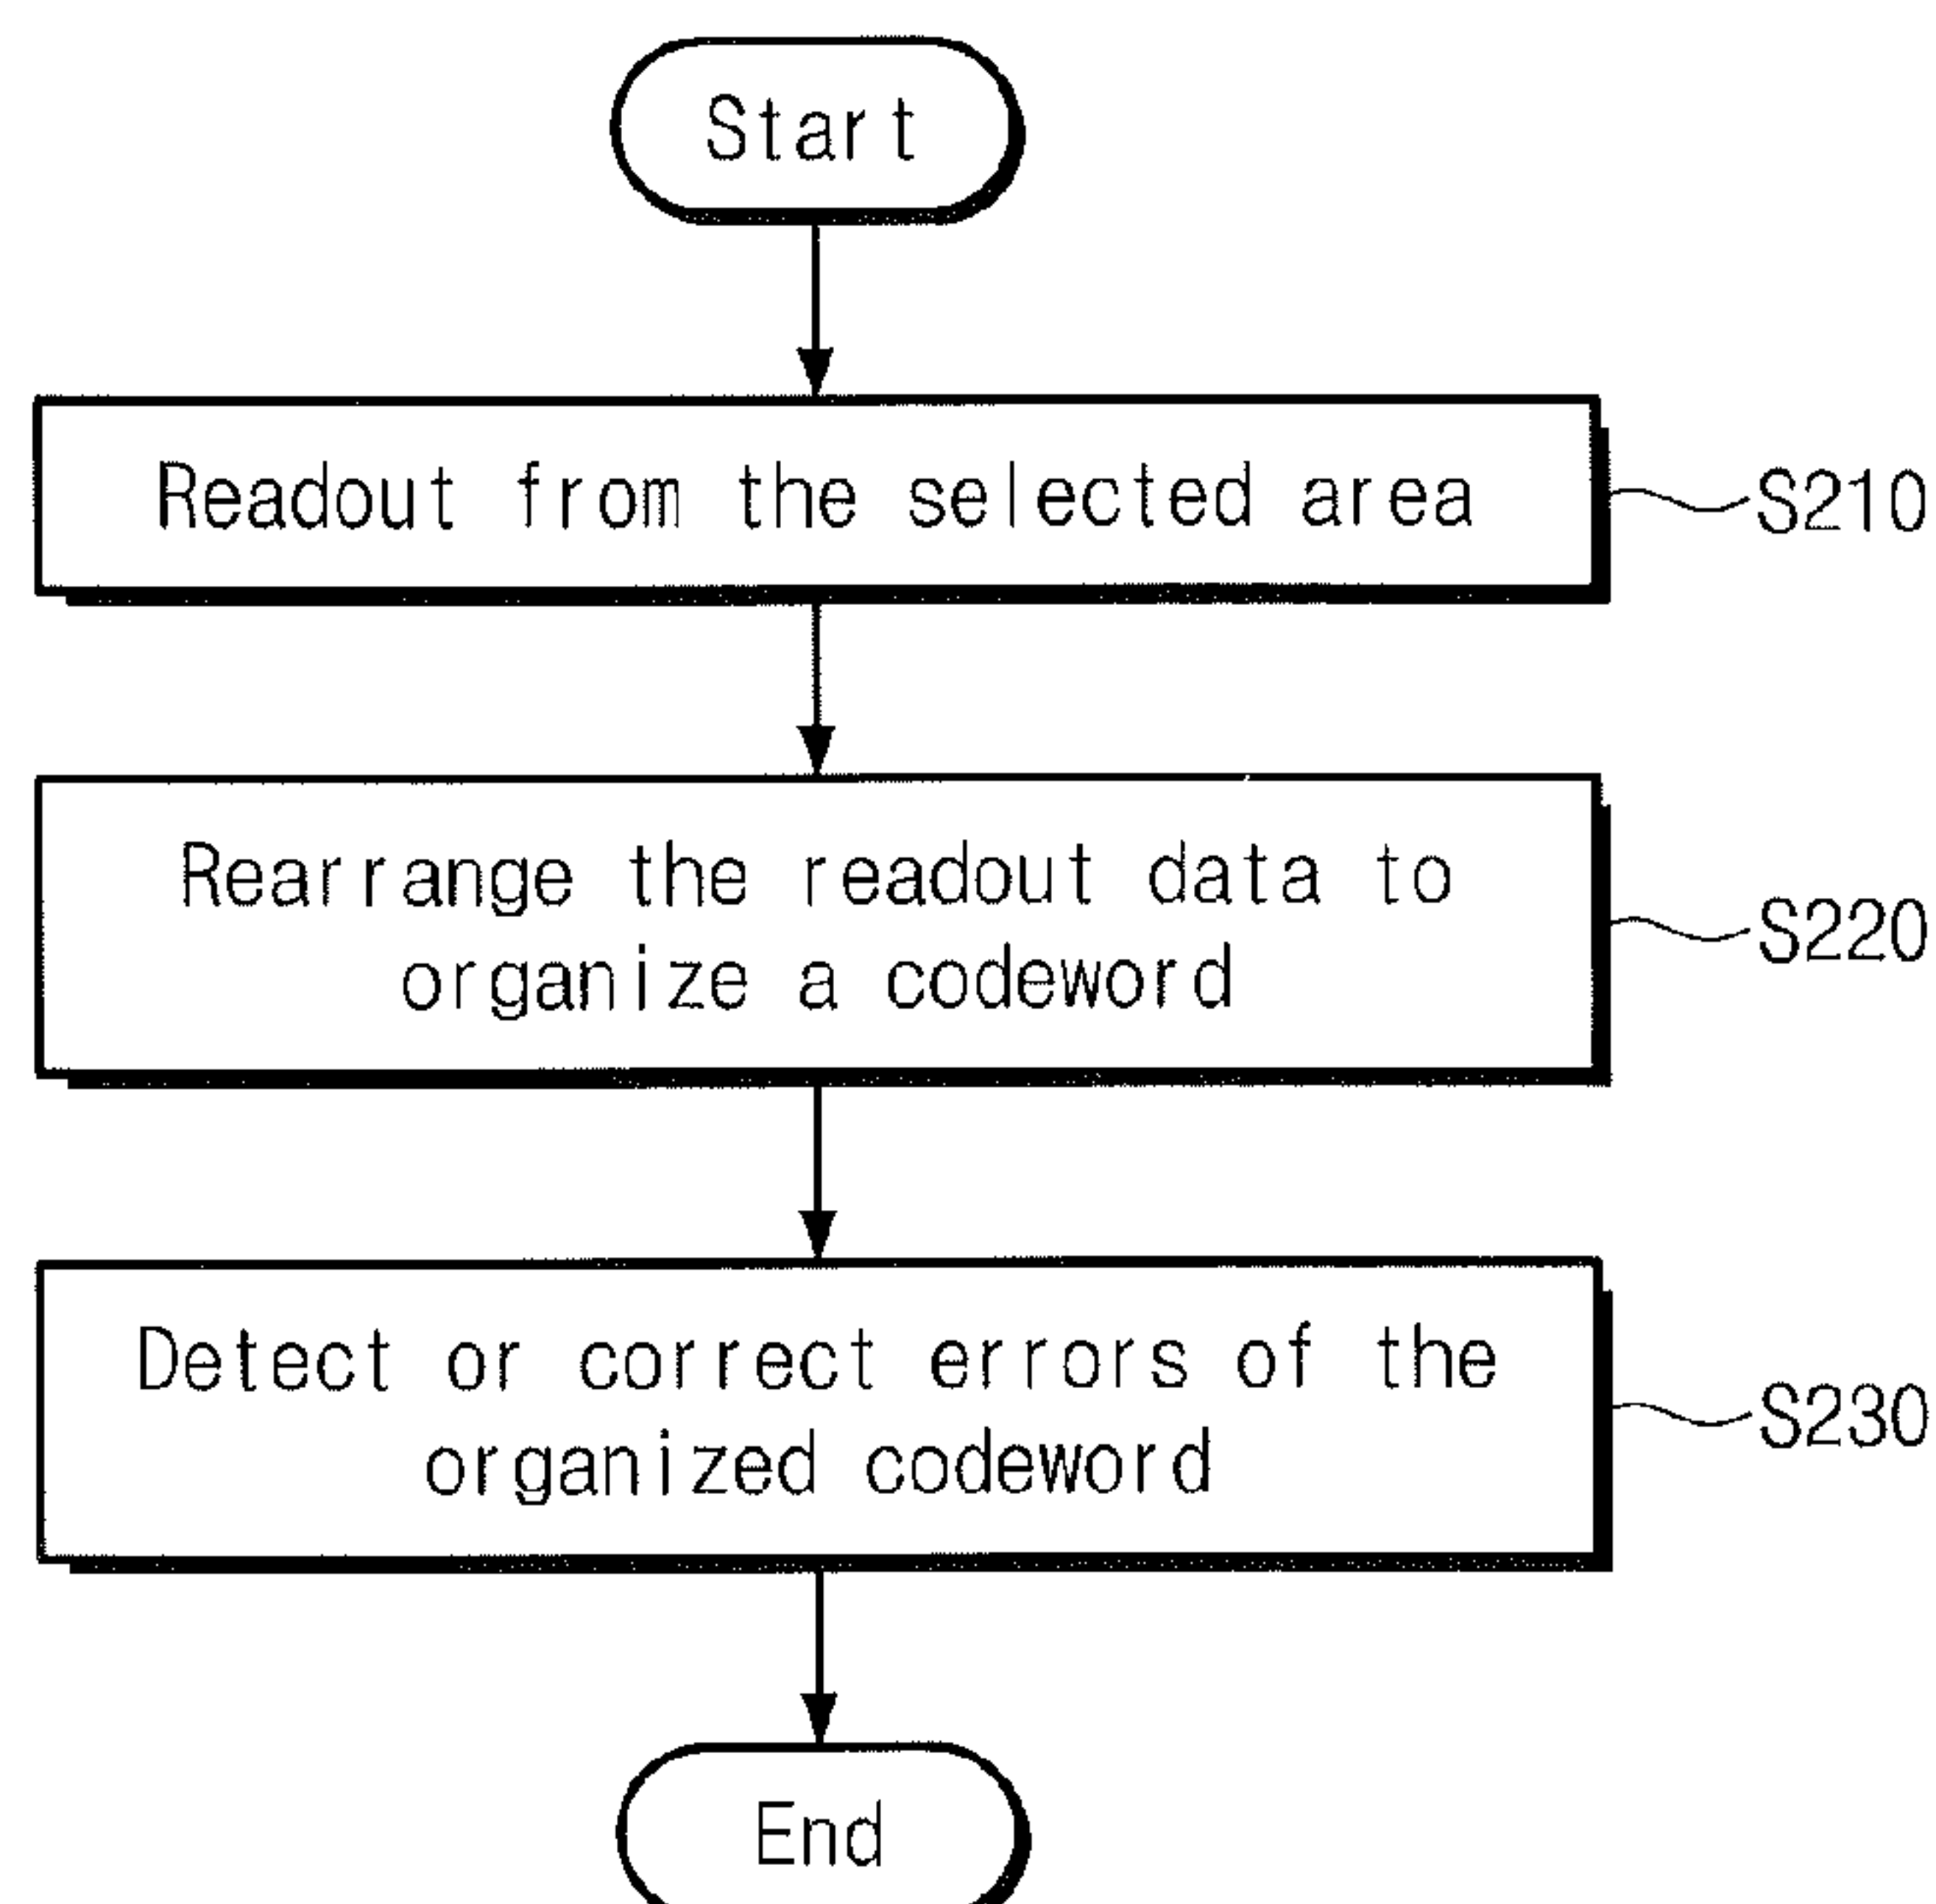 Start
Readout from the selected area
S210
Rearrange the readout data to
organize a codeword
S220
Detect or correct errors of the
organized codeword
S230
End